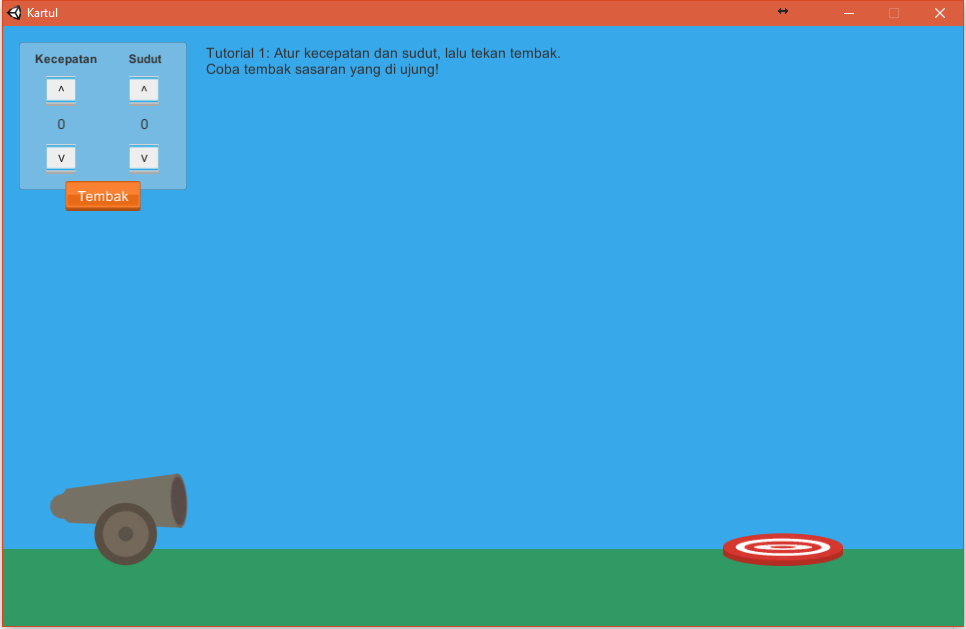 Kartul
Kecepatan Sudut
^ ^
0 0
v v
Tembak
Tutorial 1: Atur kecepatan dan sudut, lalu tekan tembak.
Coba tembak sasaran yang di ujung!